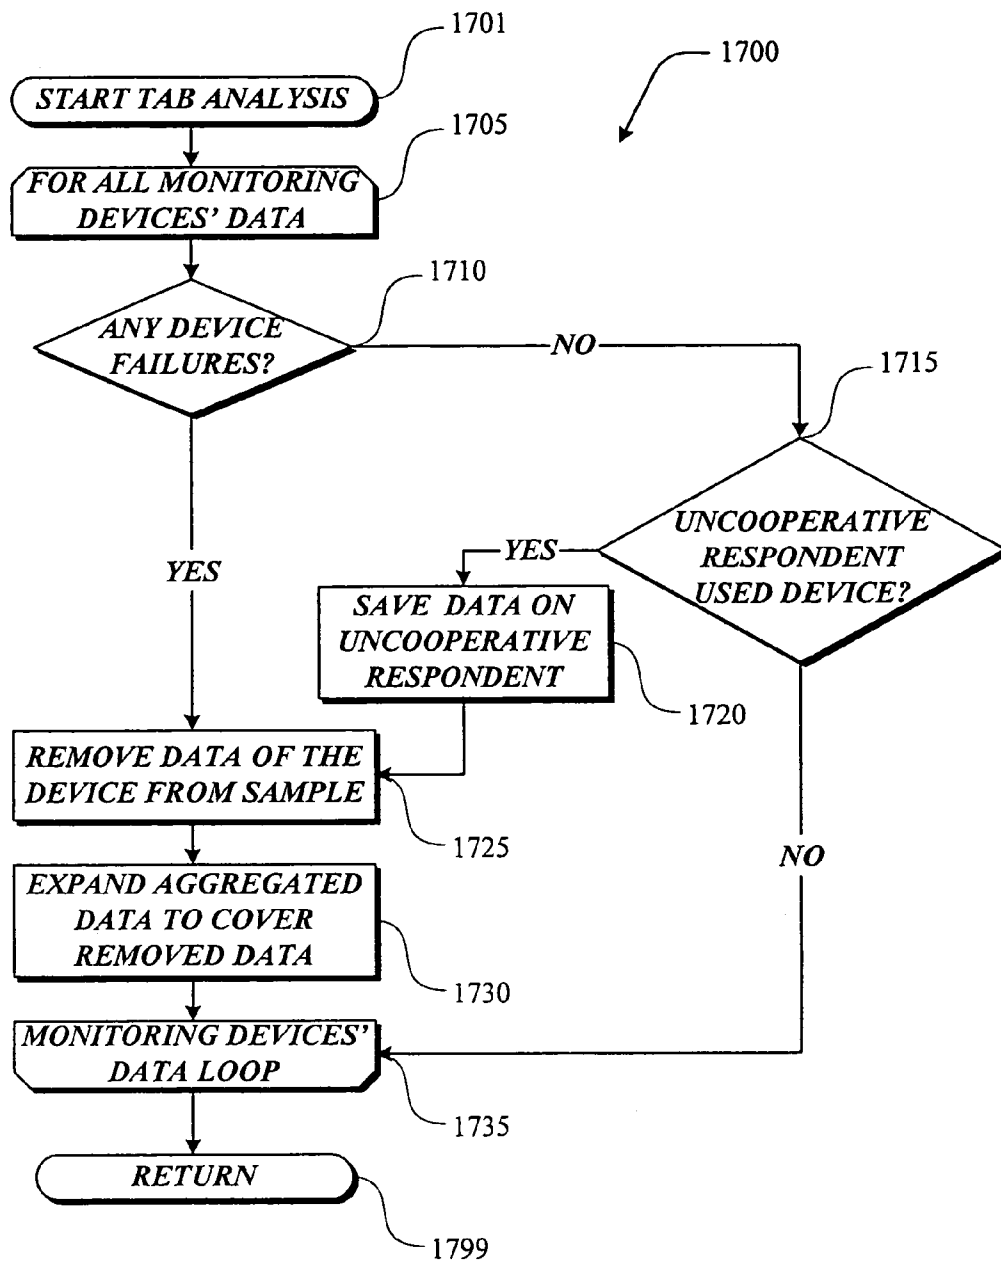 1701
1700
START TAB ANALYSIS
1705
FOR ALL MONITORING
DEVICES' DATA
1710
ANY DEVICE
FAILURES?
NO
1715
UNCOOPERATIVE
RESPONDENT
USED DEVICE?
YES
YES
SAVE DATA ON
UNCOOPERATIVE
RESPONDENT
1720
REMOVE DATA OF THE
DEVICE FROM SAMPLE
1725
NO
EXPAND AGGREGATED
DATA TO COVER
REMOVED DATA
1730
MONITORING DEVICES'
DATA LOOP
1735
RETURN
1799